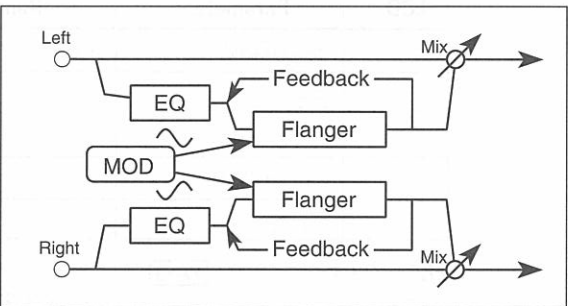 Left
Mix
Feedback
EQ
Flanger
MOD
Flanger
EQ
Feedback
Right
Mix